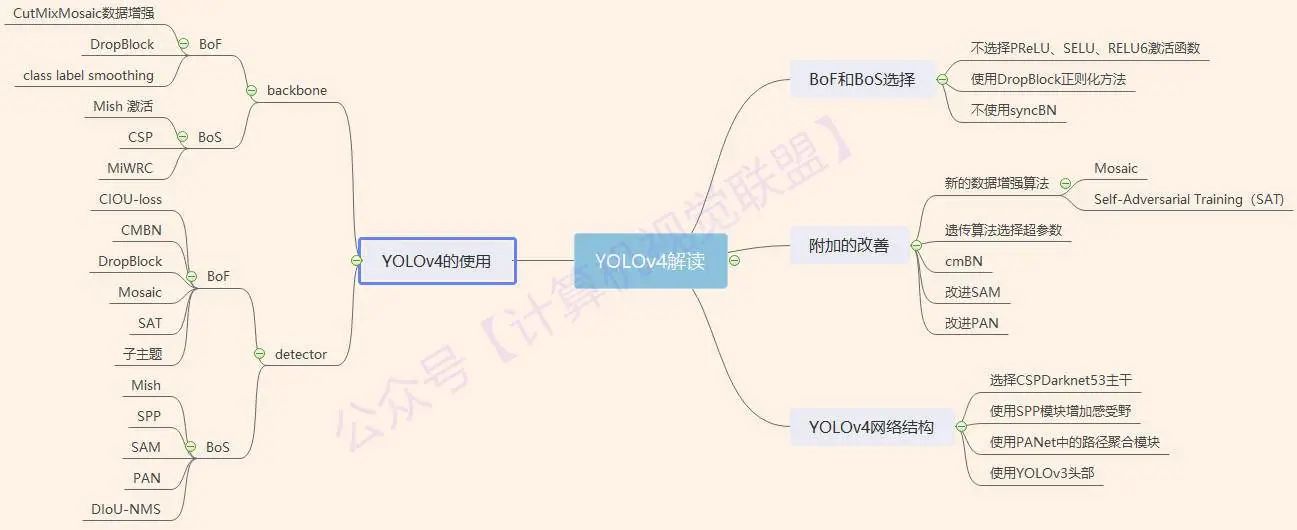 YOLOv4解读
YOLOv4的使用
backbone
BoF
CutMixMosaic数据增强
DropBlock
class label smoothing
BoS
Mish 激活
CSP
MiWRC
detector
BoF
CIOU-loss
CMBN
DropBlock
Mosaic
SAT
子主题
BoS
Mish
SPP
SAM
PAN
DIoU-NMS
BoF和BoS选择
不选择PReLU、SELU、RELU6激活函数
使用DropBlock正则化方法
不使用syncBN
附加的改善
新的数据增强算法
Mosaic
Self-Adversarial Training（SAT）
遗传算法选择超参数
cmBN
改进SAM
改进PAN
YOLOv4网络结构
选择CSPDarknet53主干
使用SPP模块增加感受野
使用PANet中的路径聚合模块
使用YOLOv3头部
公众号【计算机视觉联盟】